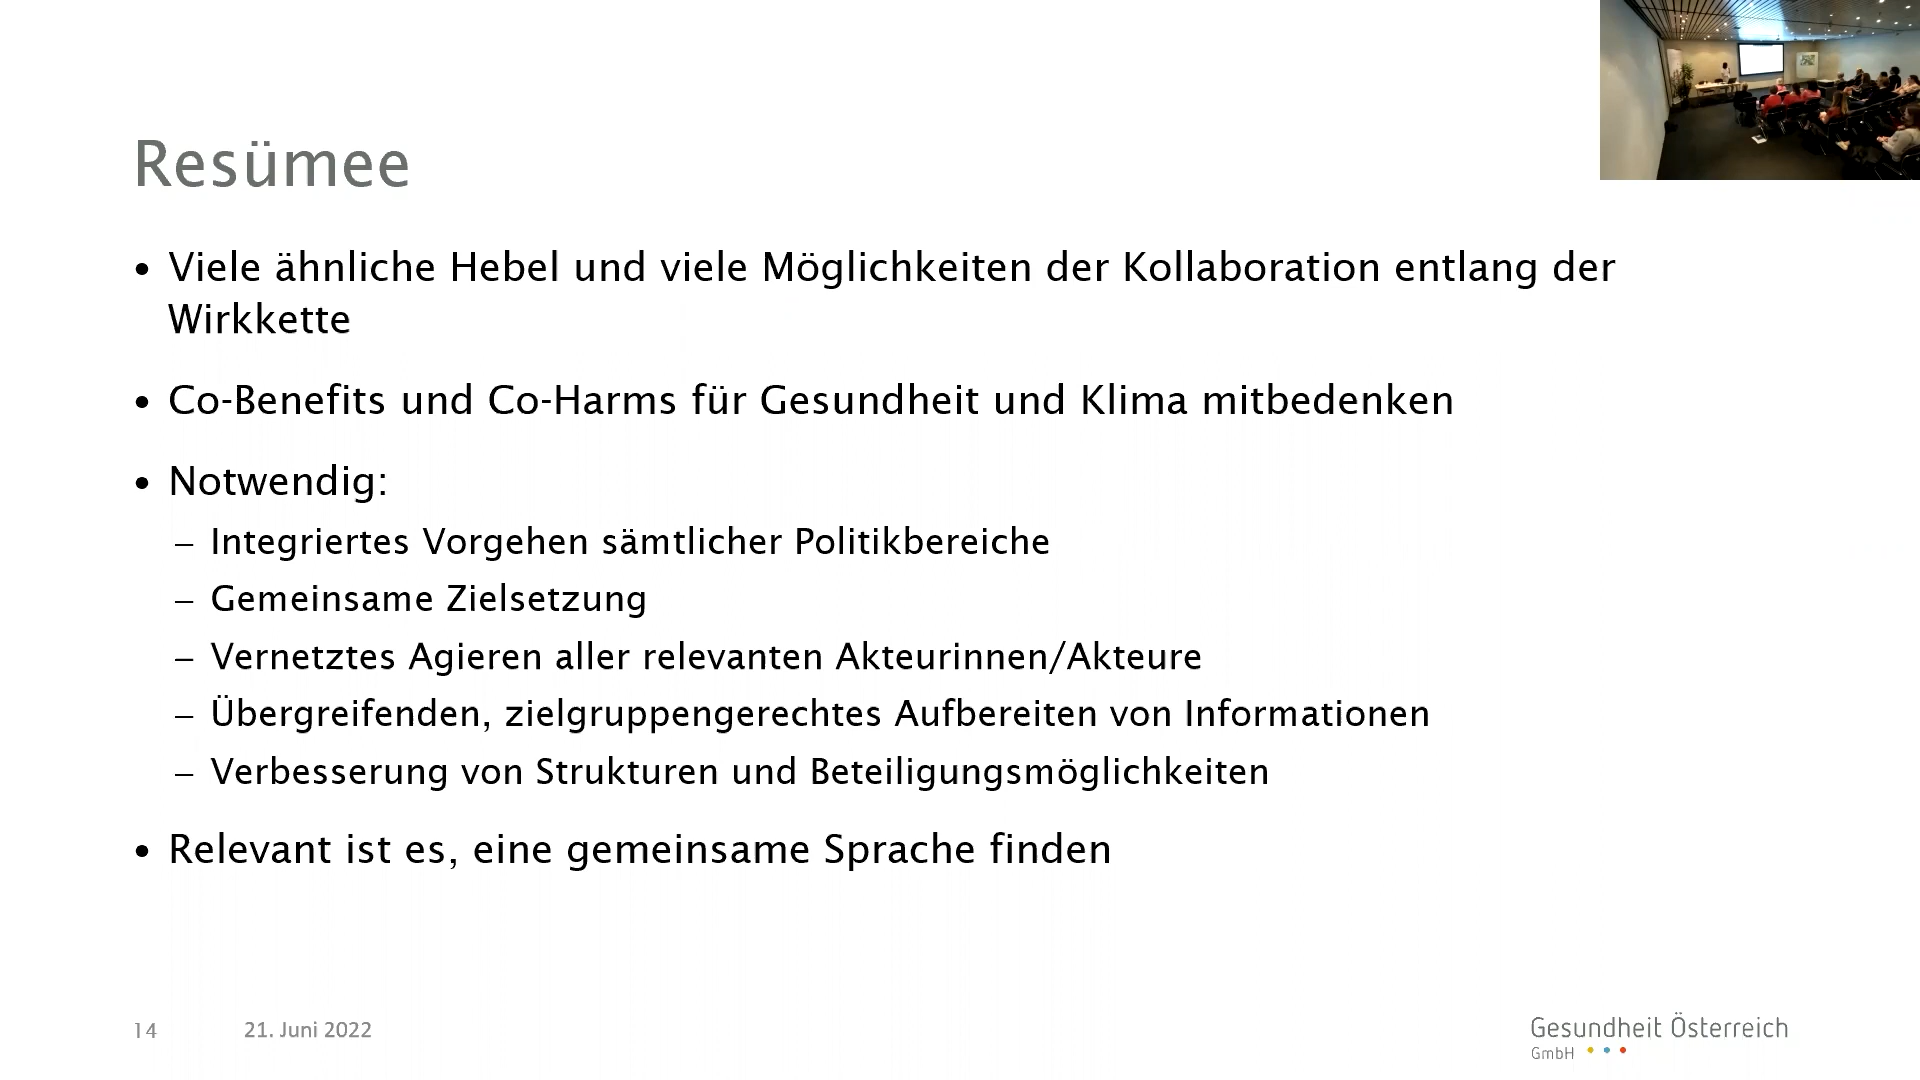 Resümee
• Viele ähnliche Hebel und viele Möglichkeiten der Kollaboration entlang der
Wirkkette
• Co-Benefits und Co-Harms für Gesundheit und Klima mitbedenken
• Notwendig:
– Integriertes Vorgehen sämtlicher Politikbereiche
– Gemeinsame Zielsetzung
– Vernetztes Agieren aller relevanten Akteurinnen/Akteure
– Übergreifenden, zielgruppengerechtes Aufbereiten von Informationen
– Verbesserung von Strukturen und Beteiligungsmöglichkeiten
• Relevant ist es, eine gemeinsame Sprache finden
14 21. Juni 2022
Gesundheit Österreich
GmbH